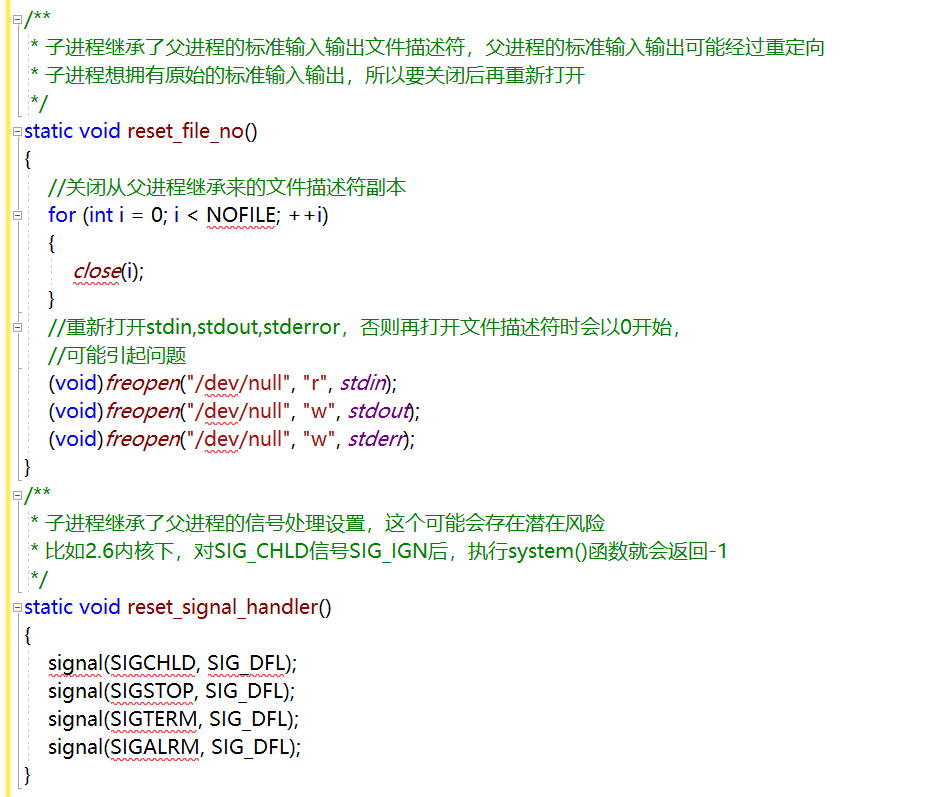 /**
 * 子进程继承了父进程的标准输入输出文件描述符，父进程的标准输入输出可能经过重定向
 * 子进程想拥有原始的标准输入输出，所以要关闭后再重新打开
 */
static void reset_file_no()
{
    //关闭从父进程继承来的文件描述符副本
    for (int i = 0; i < NOFILE; ++i)
    {
        close(i);
    }
    //重新打开stdin,stdout,stderror，否则再打开文件描述符时会以0开始，
    //可能引起问题
    (void)freopen("/dev/null", "r", stdin);
    (void)freopen("/dev/null", "w", stdout);
    (void)freopen("/dev/null", "w", stderr);
}
/**
 * 子进程继承了父进程的信号处理设置，这个可能会存在潜在风险
 * 比如2.6内核下，对SIG_CHLD信号SIG_IGN后，执行system()函数就会返回-1
 */
static void reset_signal_handler()
{
    signal(SIGCHLD, SIG_DFL);
    signal(SIGSTOP, SIG_DFL);
    signal(SIGTERM, SIG_DFL);
    signal(SIGALRM, SIG_DFL);
}